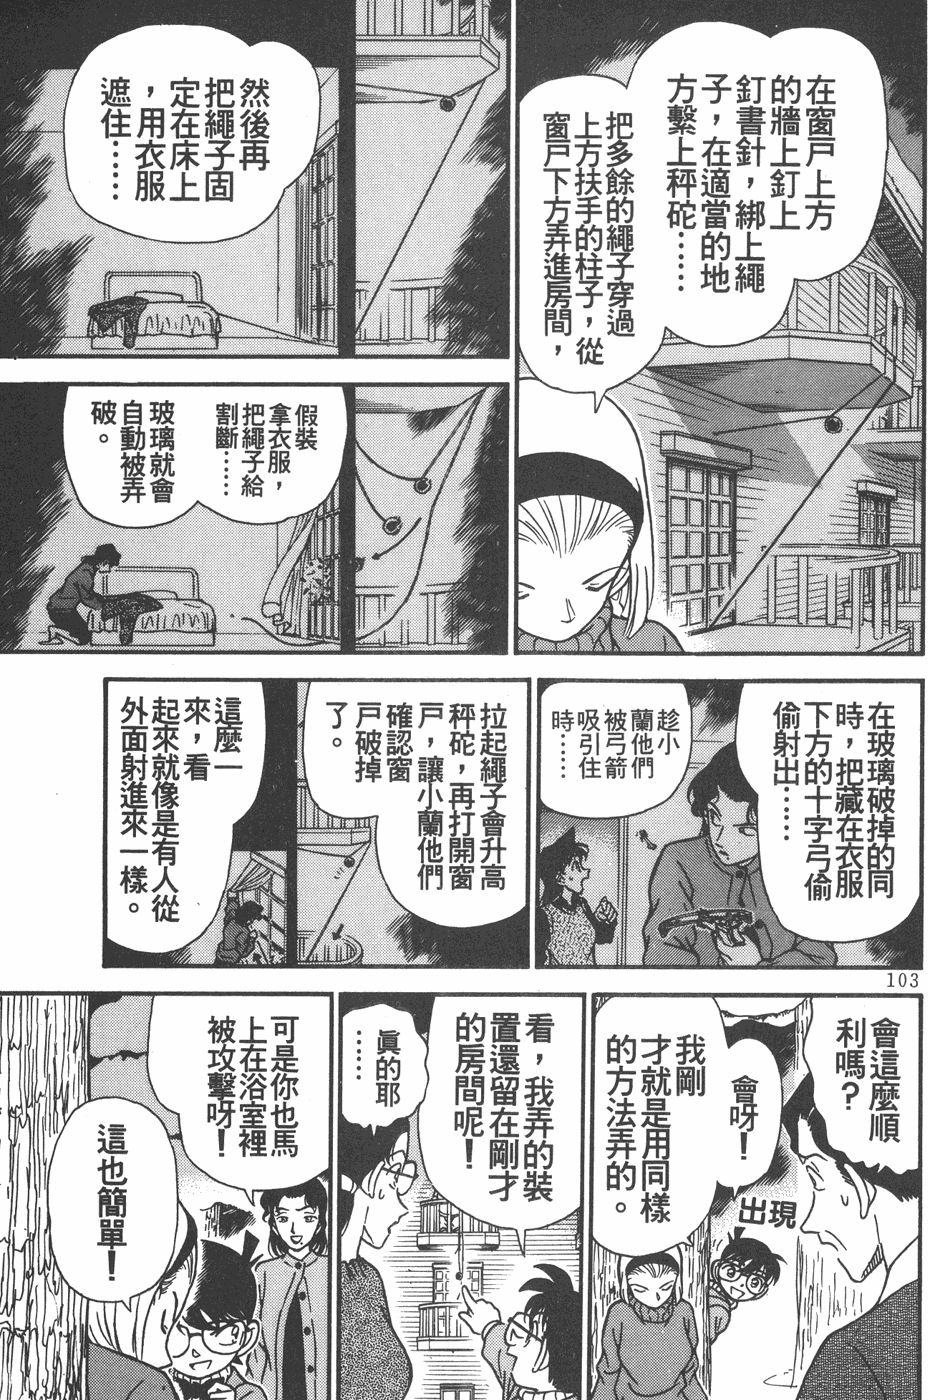 在窗戸上方
的牆上釘上
釘書針，綁上繩
子，在適當的地
方繫上秤砣……
把多餘的繩子穿過
上方扶手的柱子，從
窗戸下方弄進房間，
然後再
把繩子固
定在床上
，用衣服
遮住……
假裝
拿衣服，
把繩子給
割斷……
玻璃就會
自動被弄
破。
在玻璃破掉的同
時，把藏在衣服
下方的十字弓偷
偷射出……
趁小
蘭他們
被弓箭
吸引住
時……
拉起繩子會升高
秤砣，再打開窗
戸，讓小蘭他們
確認窗
戸破掉
了。
這麼一
來，看
起來就像是有人從
外面射進來一樣。
103
會這麼順
利嗎？
會呀！
出現
我剛
才就是用同樣
的方法弄的。
看，我弄的裝
置還留在剛才
的房間呢！
真的耶
……
可是你也馬
上在浴室裡
被攻擊呀！
這也簡單！